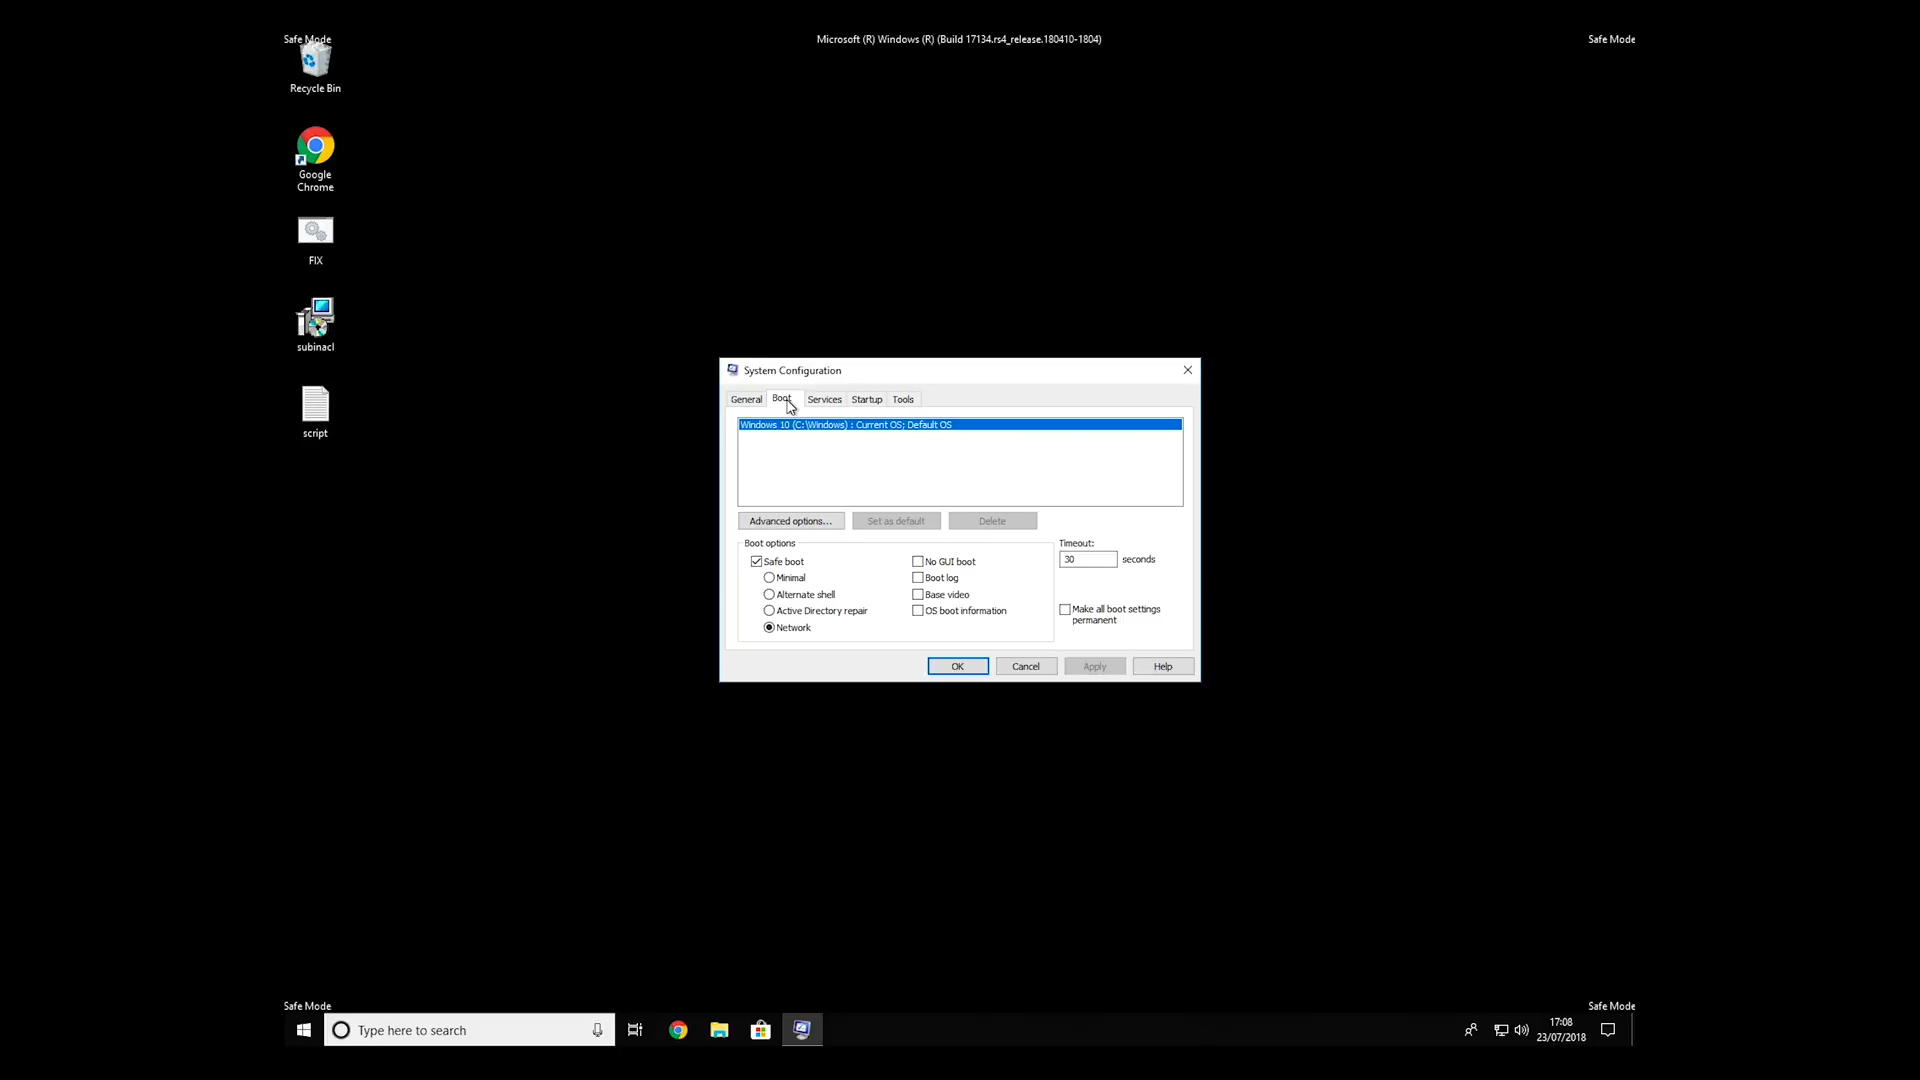 Safe Mode
Microsoft (R) Windows (R) (Build 17134.rs4_release.180410-1804)
Safe Mode
Recycle Bin
Google
Chrome
FIX
subinacl
script
System Configuration
General
Boot
Services
Startup
Tools
Windows 10 (C:\Windows) : Current OS; Default OS
Advanced options...
Set as default
Delete
Boot options
Safe boot
Minimal
Alternate shell
Active Directory repair
Network
No GUI boot
Boot log
Base video
OS boot information
Timeout:
30 seconds
Make all boot settings
permanent
OK
Cancel
Apply
Help
Safe Mode
Safe Mode
Type here to search
17:08
23/07/2018